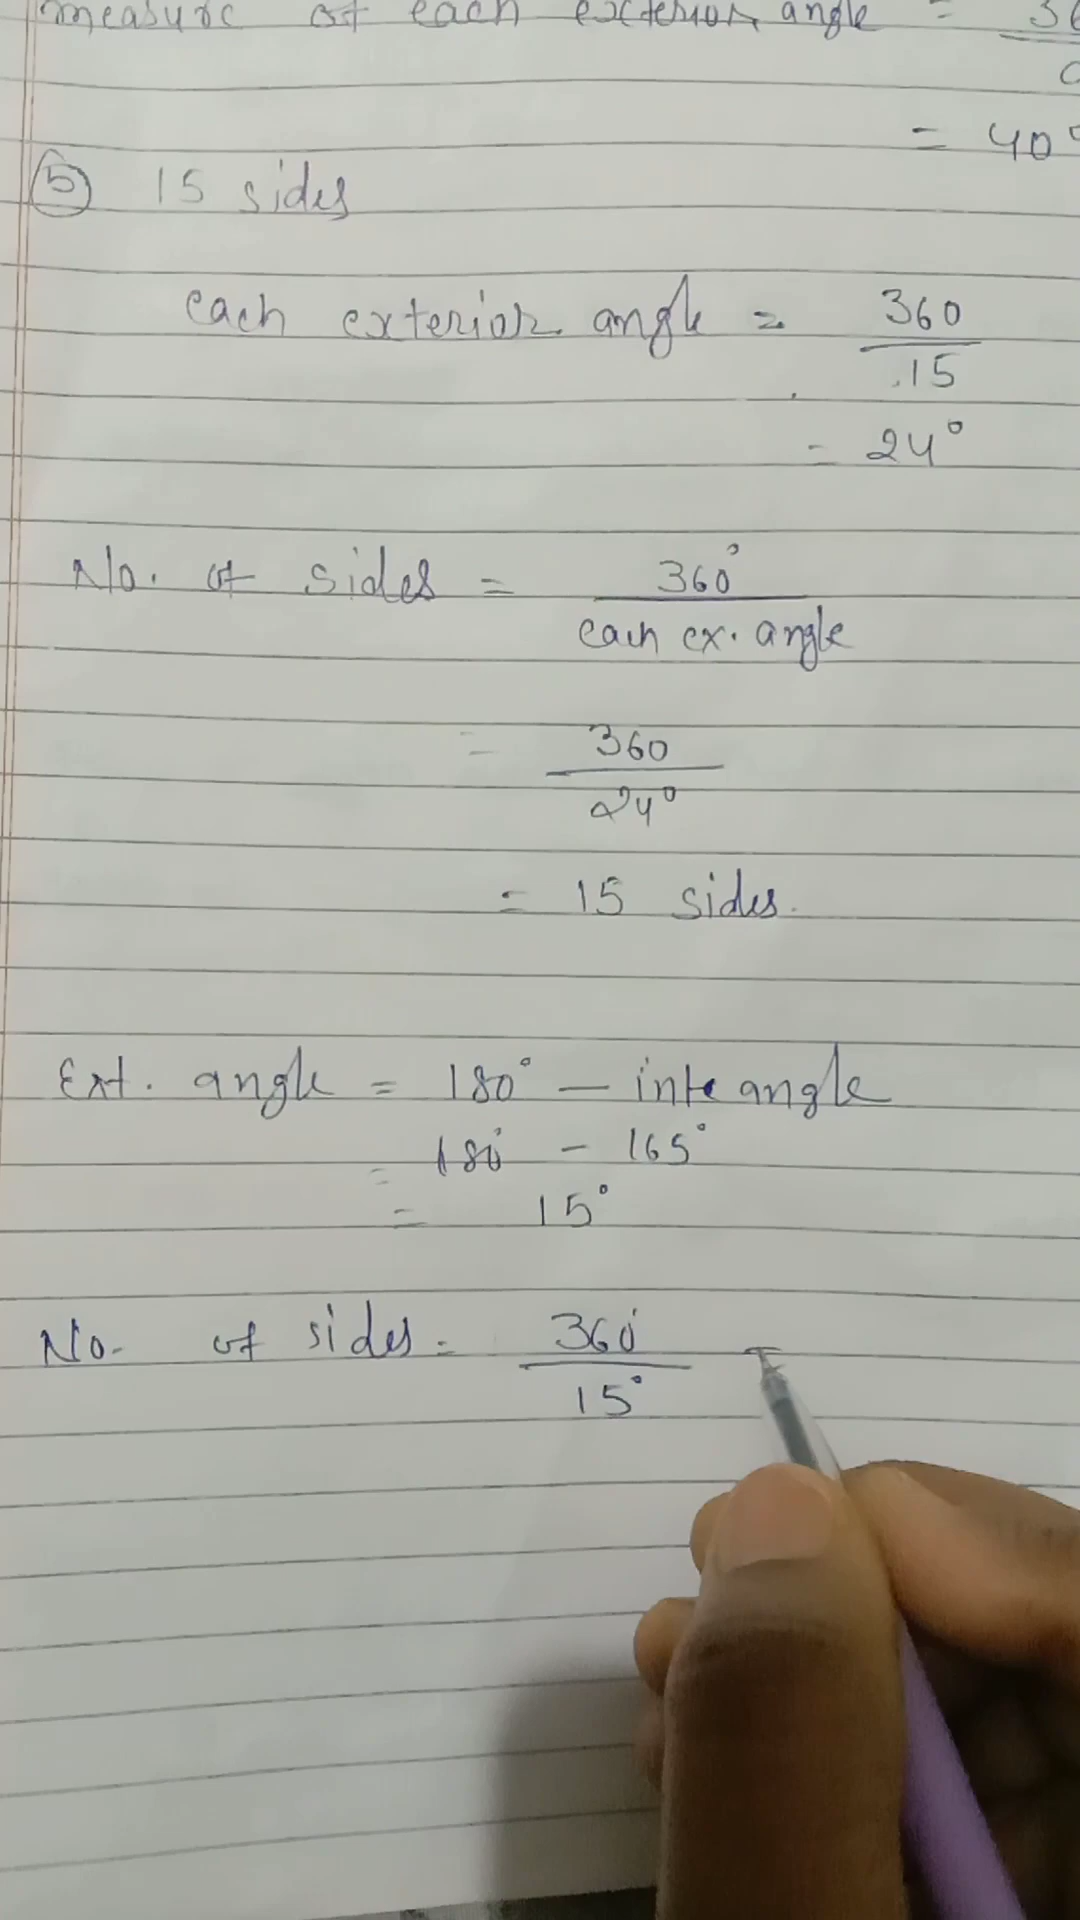 measure of each exterior angle = 36
= 40°
(b) 15 sides
each exterior angle = 360
15
= 24°
No. of sides = 360°
each ex. angle
= 360
24°
= 15 sides.
Ext. angle = 180° - inte angle
= 180° - 165°
= 15°
No. of sides = 360° =
15°